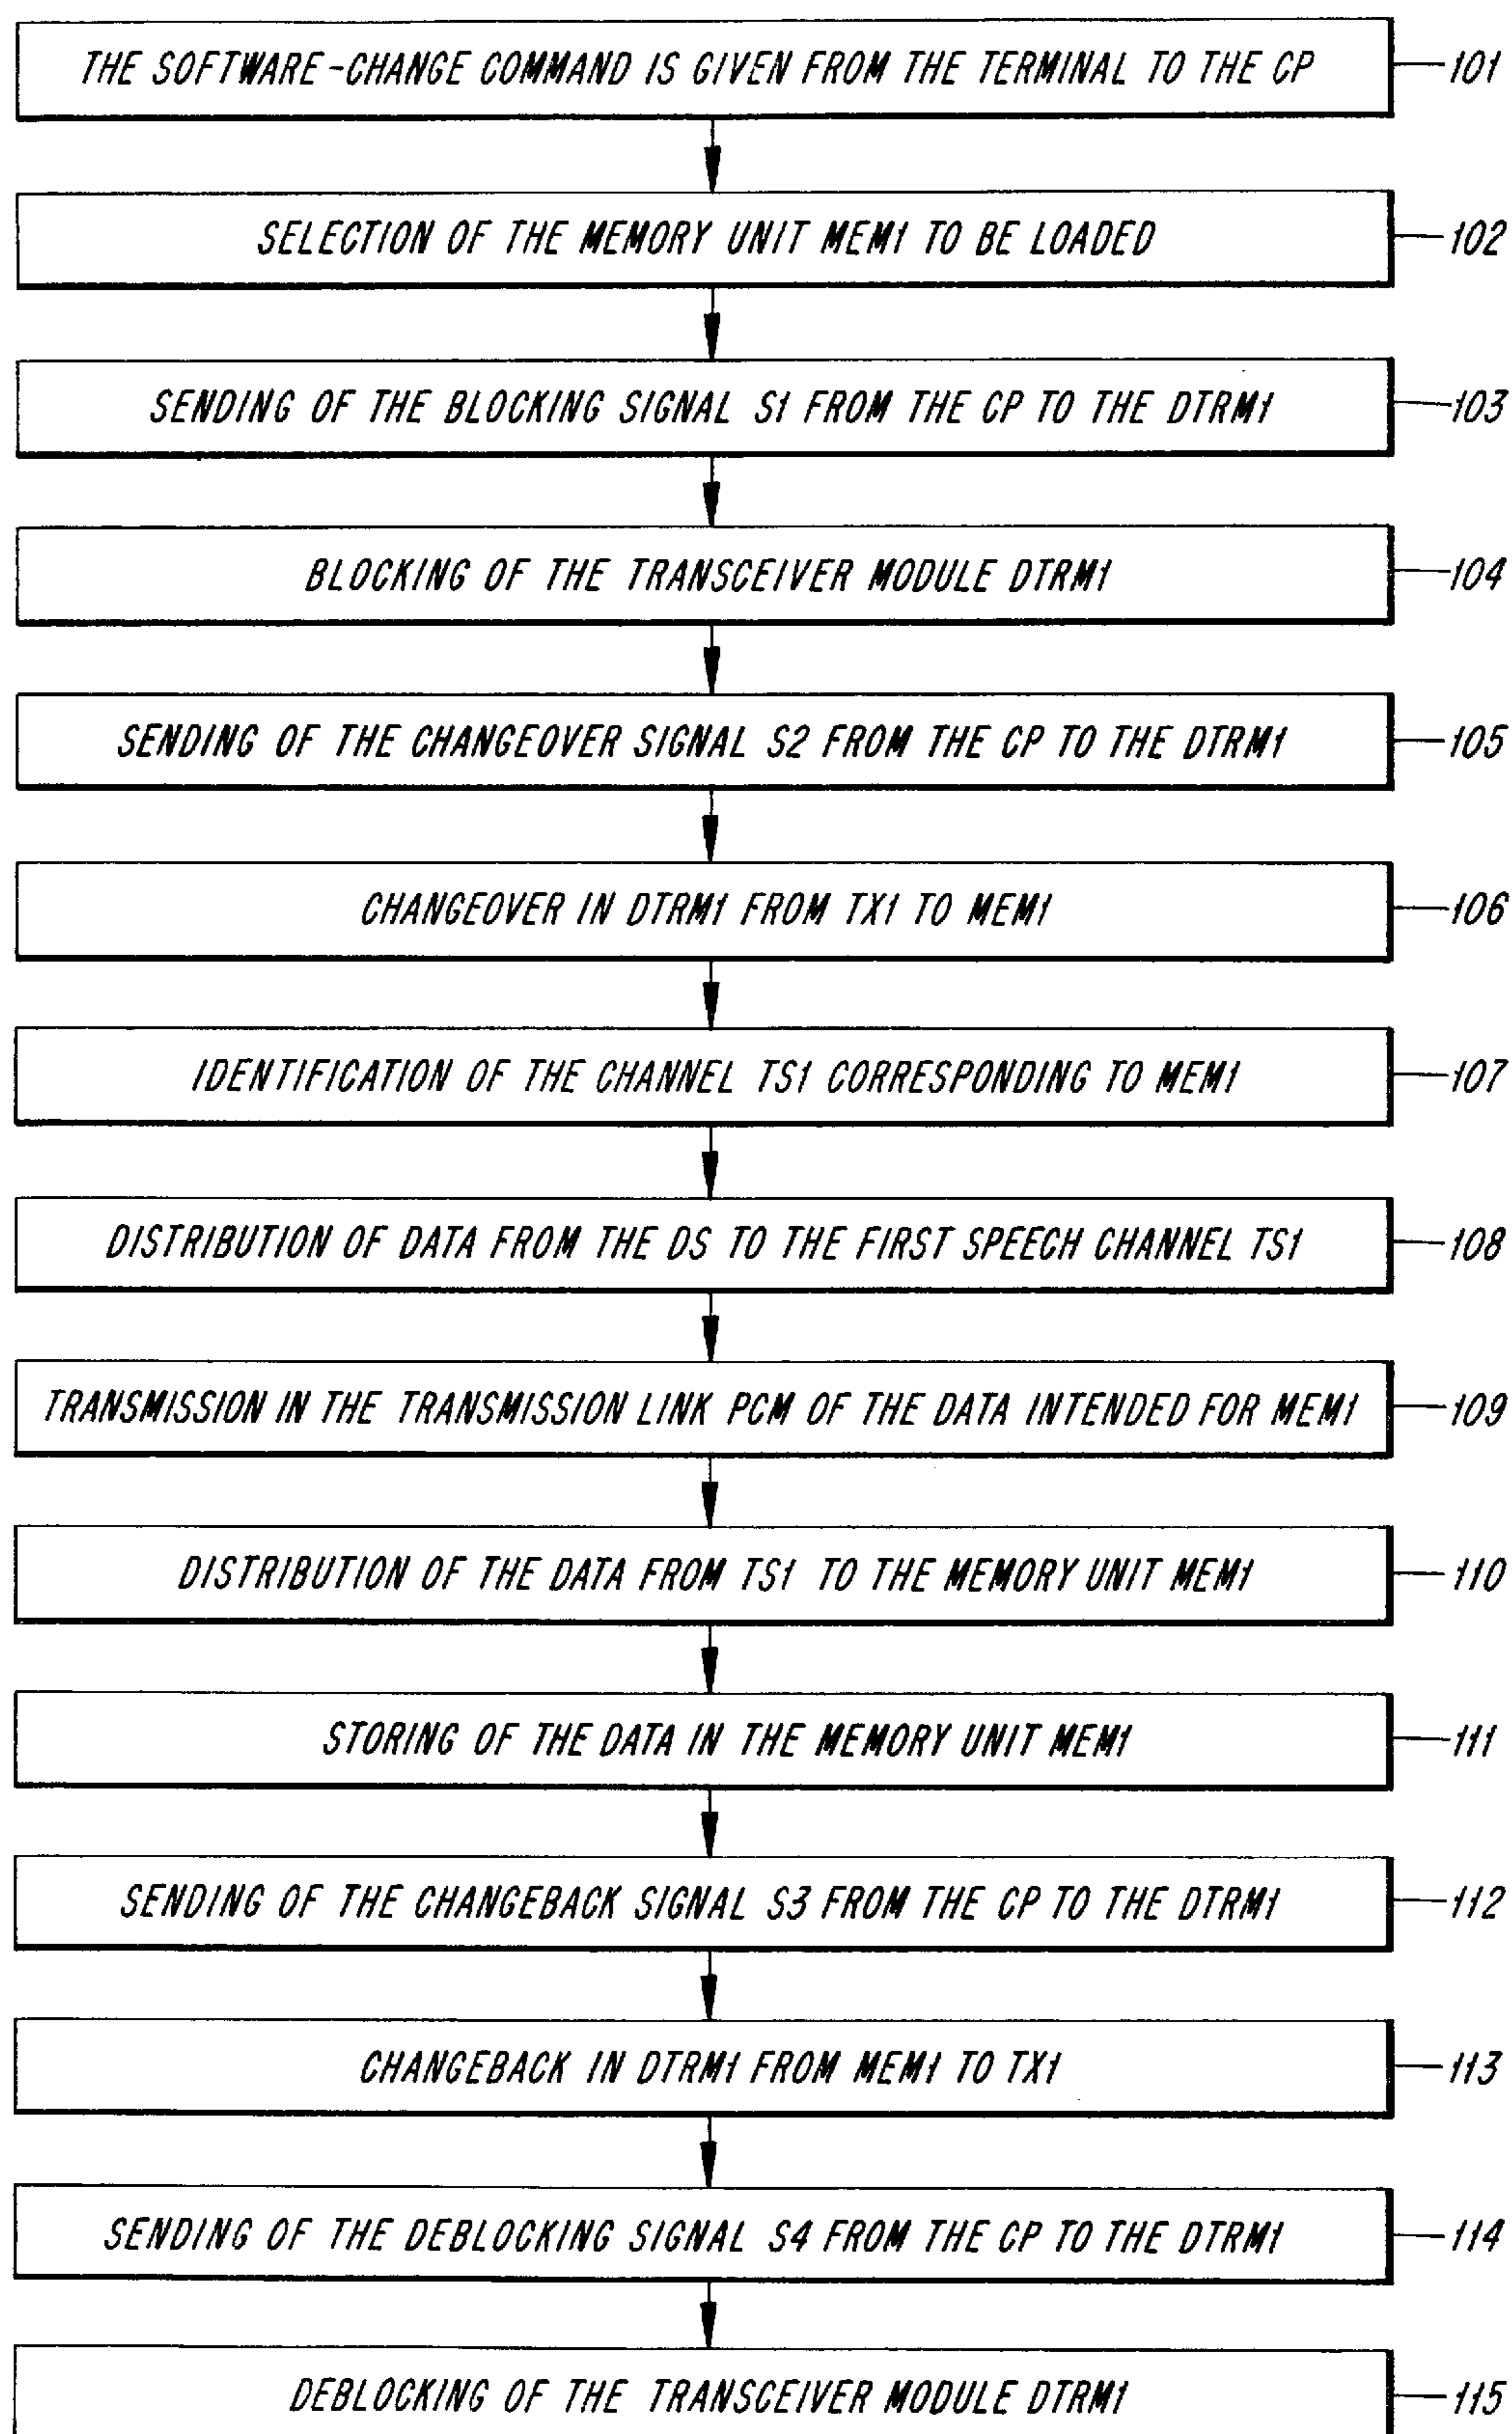 THE SOFTWARE-CHANGE COMMAND IS GIVEN FROM THE TERMINAL TO THE CP 101
SELECTION OF THE MEMORY UNIT MEM1 TO BE LOADED 102
SENDING OF THE BLOCKING SIGNAL S1 FROM THE CP TO THE DTRM1 103
BLOCKING OF THE TRANSCEIVER MODULE DTRM1 104
SENDING OF THE CHANGEOVER SIGNAL S2 FROM THE CP TO THE DTRM1 105
CHANGEOVER IN DTRM1 FROM TX1 TO MEM1 106
IDENTIFICATION OF THE CHANNEL TS1 CORRESPONDING TO MEM1 107
DISTRIBUTION OF DATA FROM THE DS TO THE FIRST SPEECH CHANNEL TS1 108
TRANSMISSION IN THE TRANSMISSION LINK PCM OF THE DATA INTENDED FOR MEM1 109
DISTRIBUTION OF THE DATA FROM TS1 TO THE MEMORY UNIT MEM1 110
STORING OF THE DATA IN THE MEMORY UNIT MEM1 111
SENDING OF THE CHANGEBACK SIGNAL S3 FROM THE CP TO THE DTRM1 112
CHANGEBACK IN DTRM1 FROM MEM1 TO TX1 113
SENDING OF THE DEBLOCKING SIGNAL S4 FROM THE CP TO THE DTRM1 114
DEBLOCKING OF THE TRANSCEIVER MODULE DTRM1 115